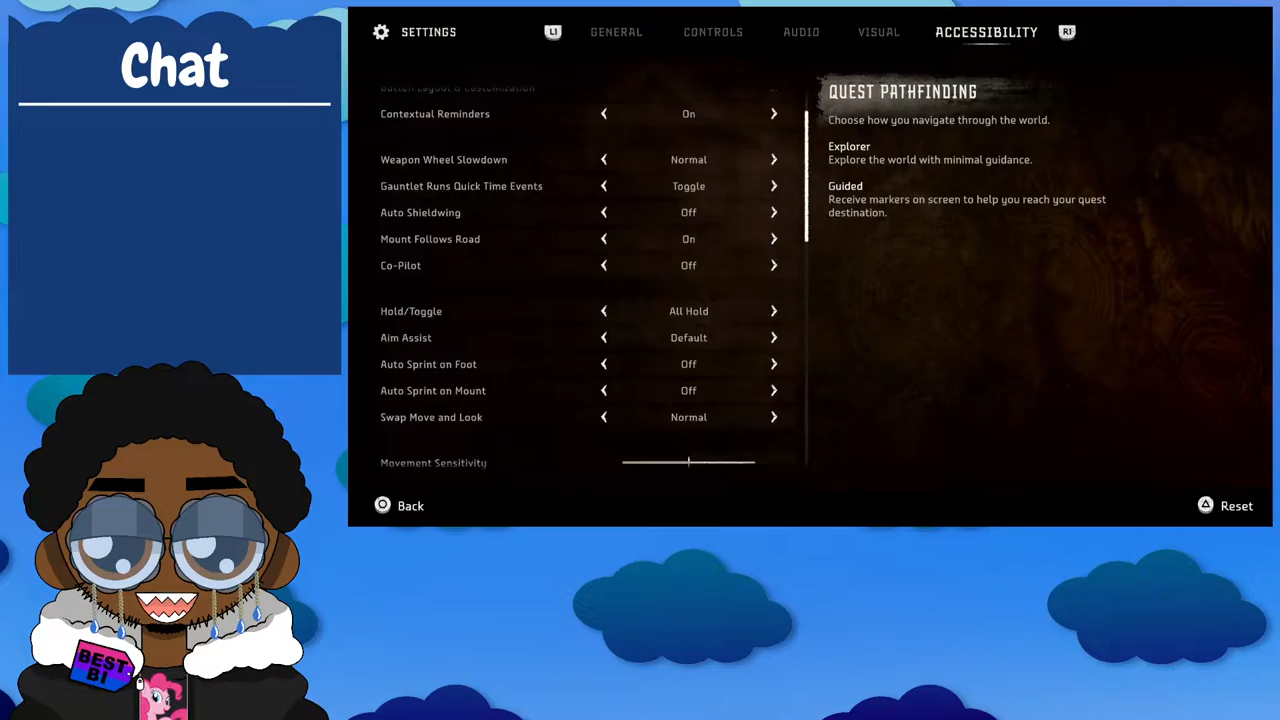 Chat
SETTINGS
L1
GENERAL
CONTROLS
AUDIO
VISUAL
ACCESSIBILITY
R1
Button Layout & Customization
Contextual Reminders On
Weapon Wheel Slowdown Normal
Gauntlet Runs Quick Time Events Toggle
Auto Shieldwing Off
Mount Follows Road On
Co-Pilot Off
Hold/Toggle All Hold
Aim Assist Default
Auto Sprint on Foot Off
Auto Sprint on Mount Off
Swap Move and Look Normal
Movement Sensitivity
QUEST PATHFINDING
Choose how you navigate through the world.
Explorer
Explore the world with minimal guidance.
Guided
Receive markers on screen to help you reach your quest
destination.
Back
Reset
BEST
BI